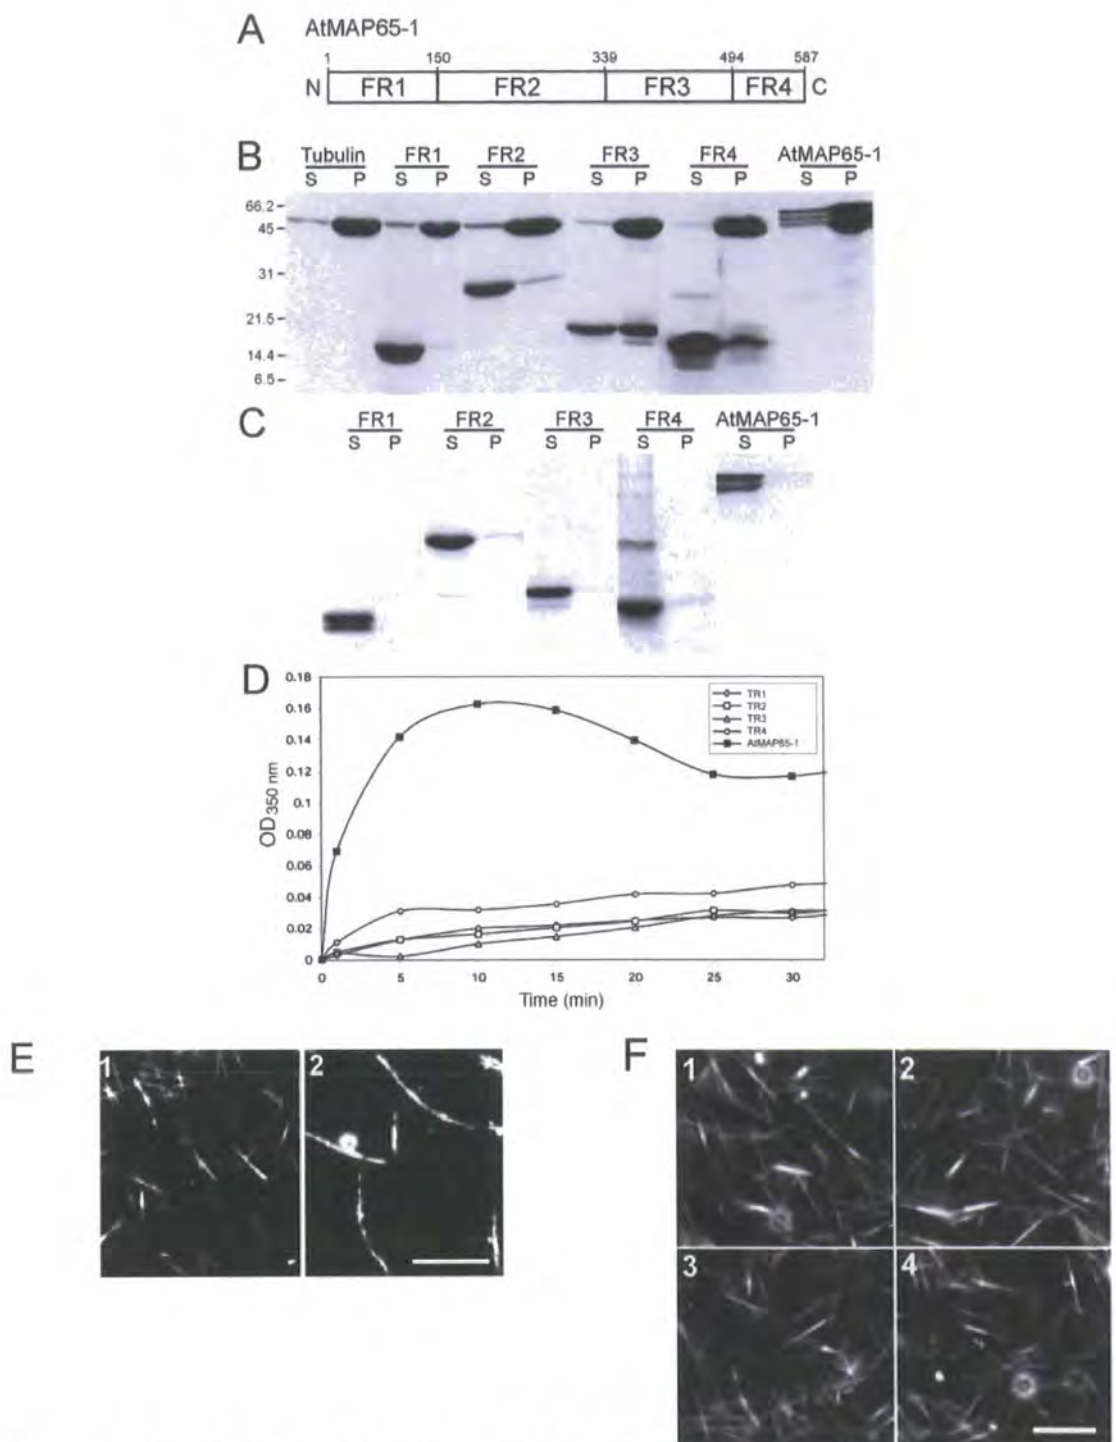 A AtMAP65-1
1 150 339 494 587
N FR1 FR2 FR3 FR4 C
B Tubulin FR1 FR2 FR3 FR4 AtMAP65-1
S P S P S P S P S P S P
66.2
45
31
21.5
14.4
6.5
C FR1 FR2 FR3 FR4 AtMAP65-1
S P S P S P S P S P
D
0.18
0.16
0.14
0.12
0.1
0.08
0.06
0.04
0.02
0
OD350 nm
TR1
TR2
TR3
TR4
AtMAP65-1
0 5 10 15 20 25 30
Time (min)
E
1 2
F
1 2
3 4